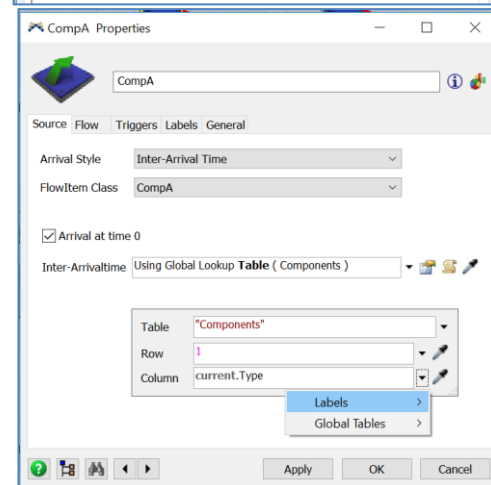 CompA Properties
CompA
Source Flow Triggers Labels General
Arrival Style Inter-Arrival Time
FlowItem Class CompA
Arrival at time 0
Inter-Arrivaltime Using Global Lookup Table ( Components )
Table "Components"
Row 1
Column current.Type
Labels
Global Tables
Apply OK Cancel